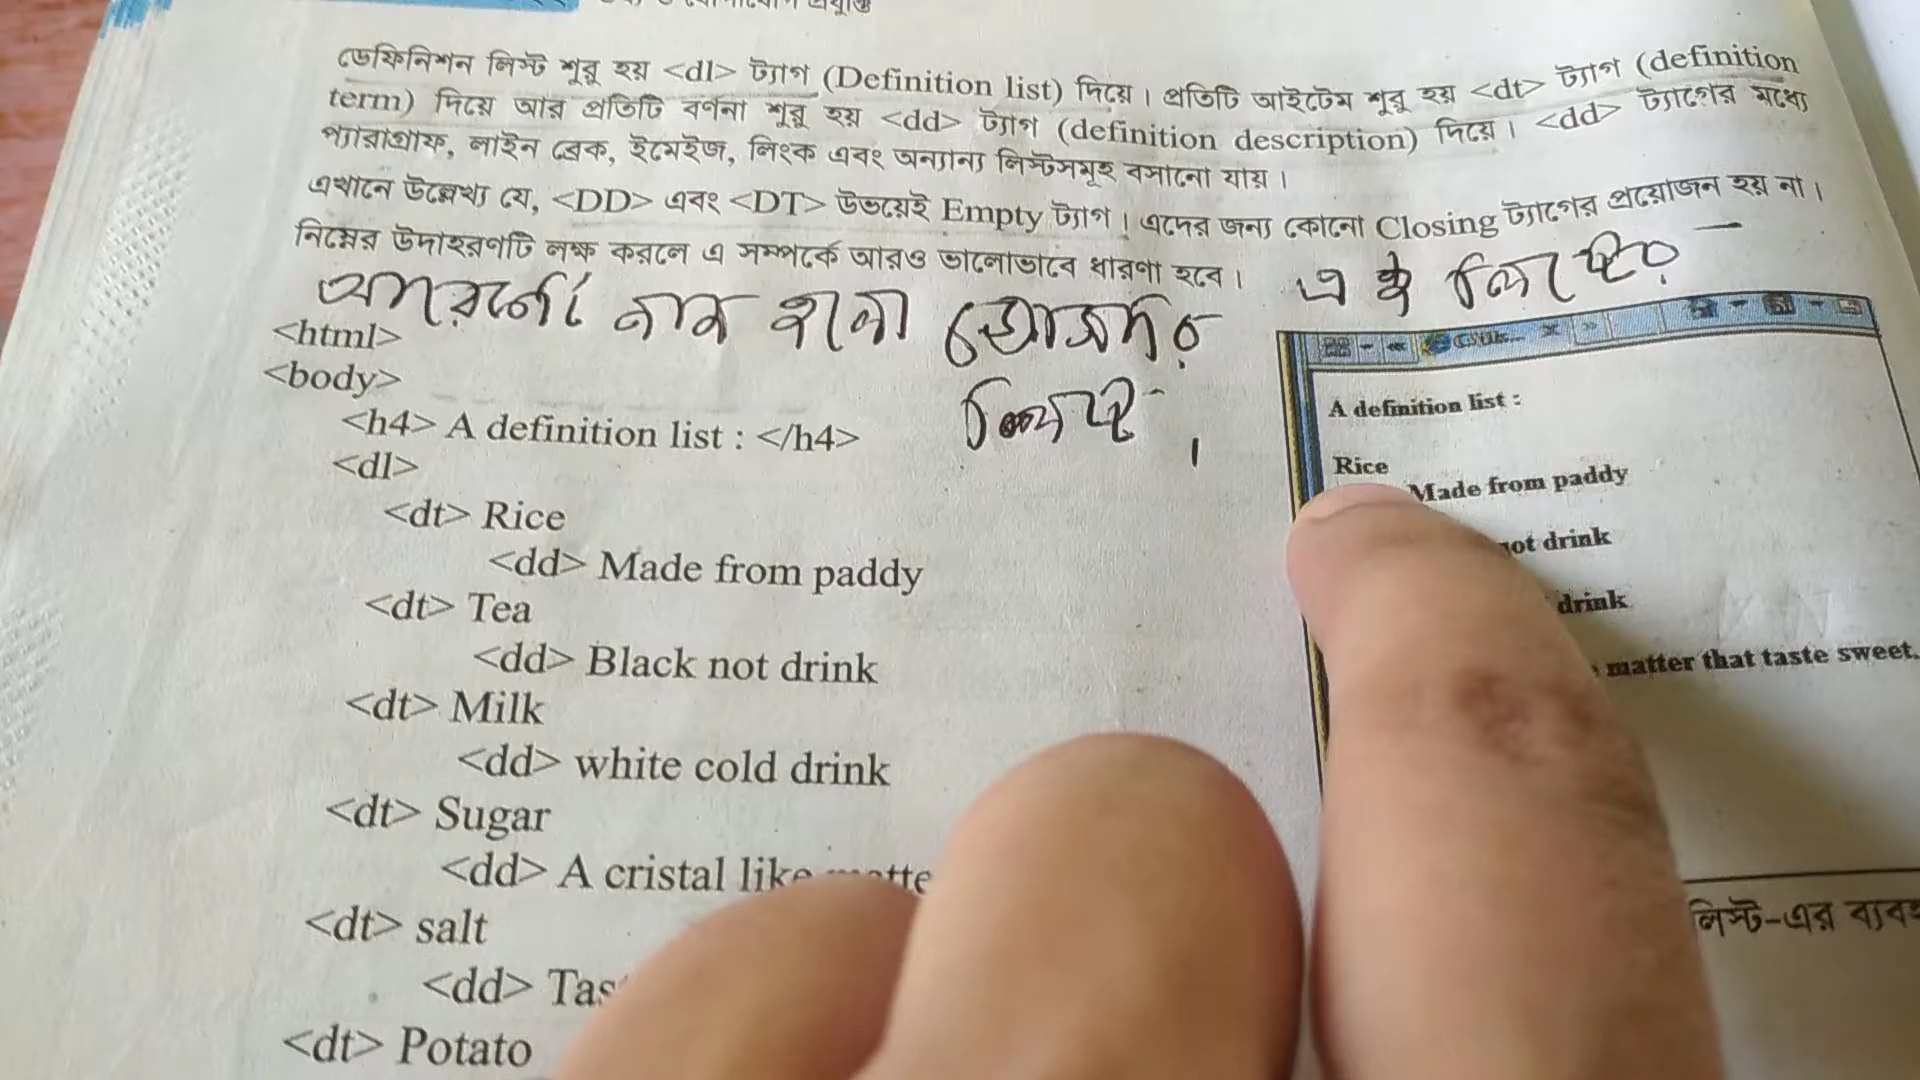 ডেফিনিশন লিস্ট শুরু হয় <dl> ট্যাগ (Definition list) দিয়ে। প্রতিটি আইটেম শুরু হয় <dt> ট্যাগ (definition
term) দিয়ে আর প্রতিটি বর্ণনা শুরু হয় <dd> ট্যাগ (definition description) দিয়ে। <dd> ট্যাগের মধ্যে
প্যারাগ্রাফ, লাইন ব্রেক, ইমেইজ, লিংক এবং অন্যান্য লিস্টসমূহ বসানো যায়।
এখানে উল্লেখ্য যে, <DD> এবং <DT> উভয়েই Empty ট্যাগ। এদের জন্য কোনো Closing ট্যাগের প্রয়োজন হয় না।
নিম্নের উদাহরণটি লক্ষ করলে এ সম্পর্কে আরও ভালোভাবে ধারণা হবে।
<html>
<body>
<h4> A definition list : </h4>
<dl>
<dt> Rice
<dd> Made from paddy
<dt> Tea
<dd> Black not drink
<dt> Milk
<dd> white cold drink
<dt> Sugar
<dd> A cristal like
<dt> salt
<dd>
<dt> Potato
A definition list :
Rice
Made from paddy
not drink
drink
matter that taste sweet.
লিস্ট-এর